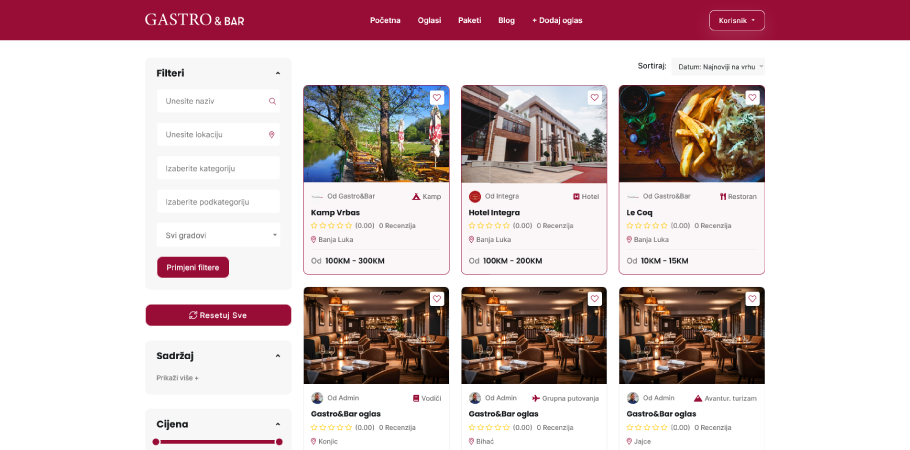 GASTRO & BAR
Početna Oglasi Paketi Blog + Dodaj oglas
Korisnik
Filteri
Unesite naziv
Unesite lokaciju
Izaberite kategoriju
Izaberite podkategoriju
Svi gradovi
Primjeni filtere
Resetuj Sve
Sadržaj
Prikaži više +
Cijena
Sortiraj: Datum: Najnoviji na vrhu
Od Gastro&Bar Kamp
Kamp Vrbas
(0.00) 0 Recenzija
Banja Luka
Od 100KM - 300KM
Od Integra Hotel
Hotel Integra
(0.00) 0 Recenzija
Banja Luka
Od 100KM - 200KM
Od Gastro&Bar Restoran
Le Coq
(0.00) 0 Recenzija
Banja Luka
Od 10KM - 15KM
Od Admin Vodiči
Gastro&Bar oglas
(0.00) 0 Recenzija
Konjic
Od Admin Grupna putovanja
Gastro&Bar oglas
(0.00) 0 Recenzija
Bihać
Od Admin Avantur. turizam
Gastro&Bar oglas
(0.00) 0 Recenzija
Jajce